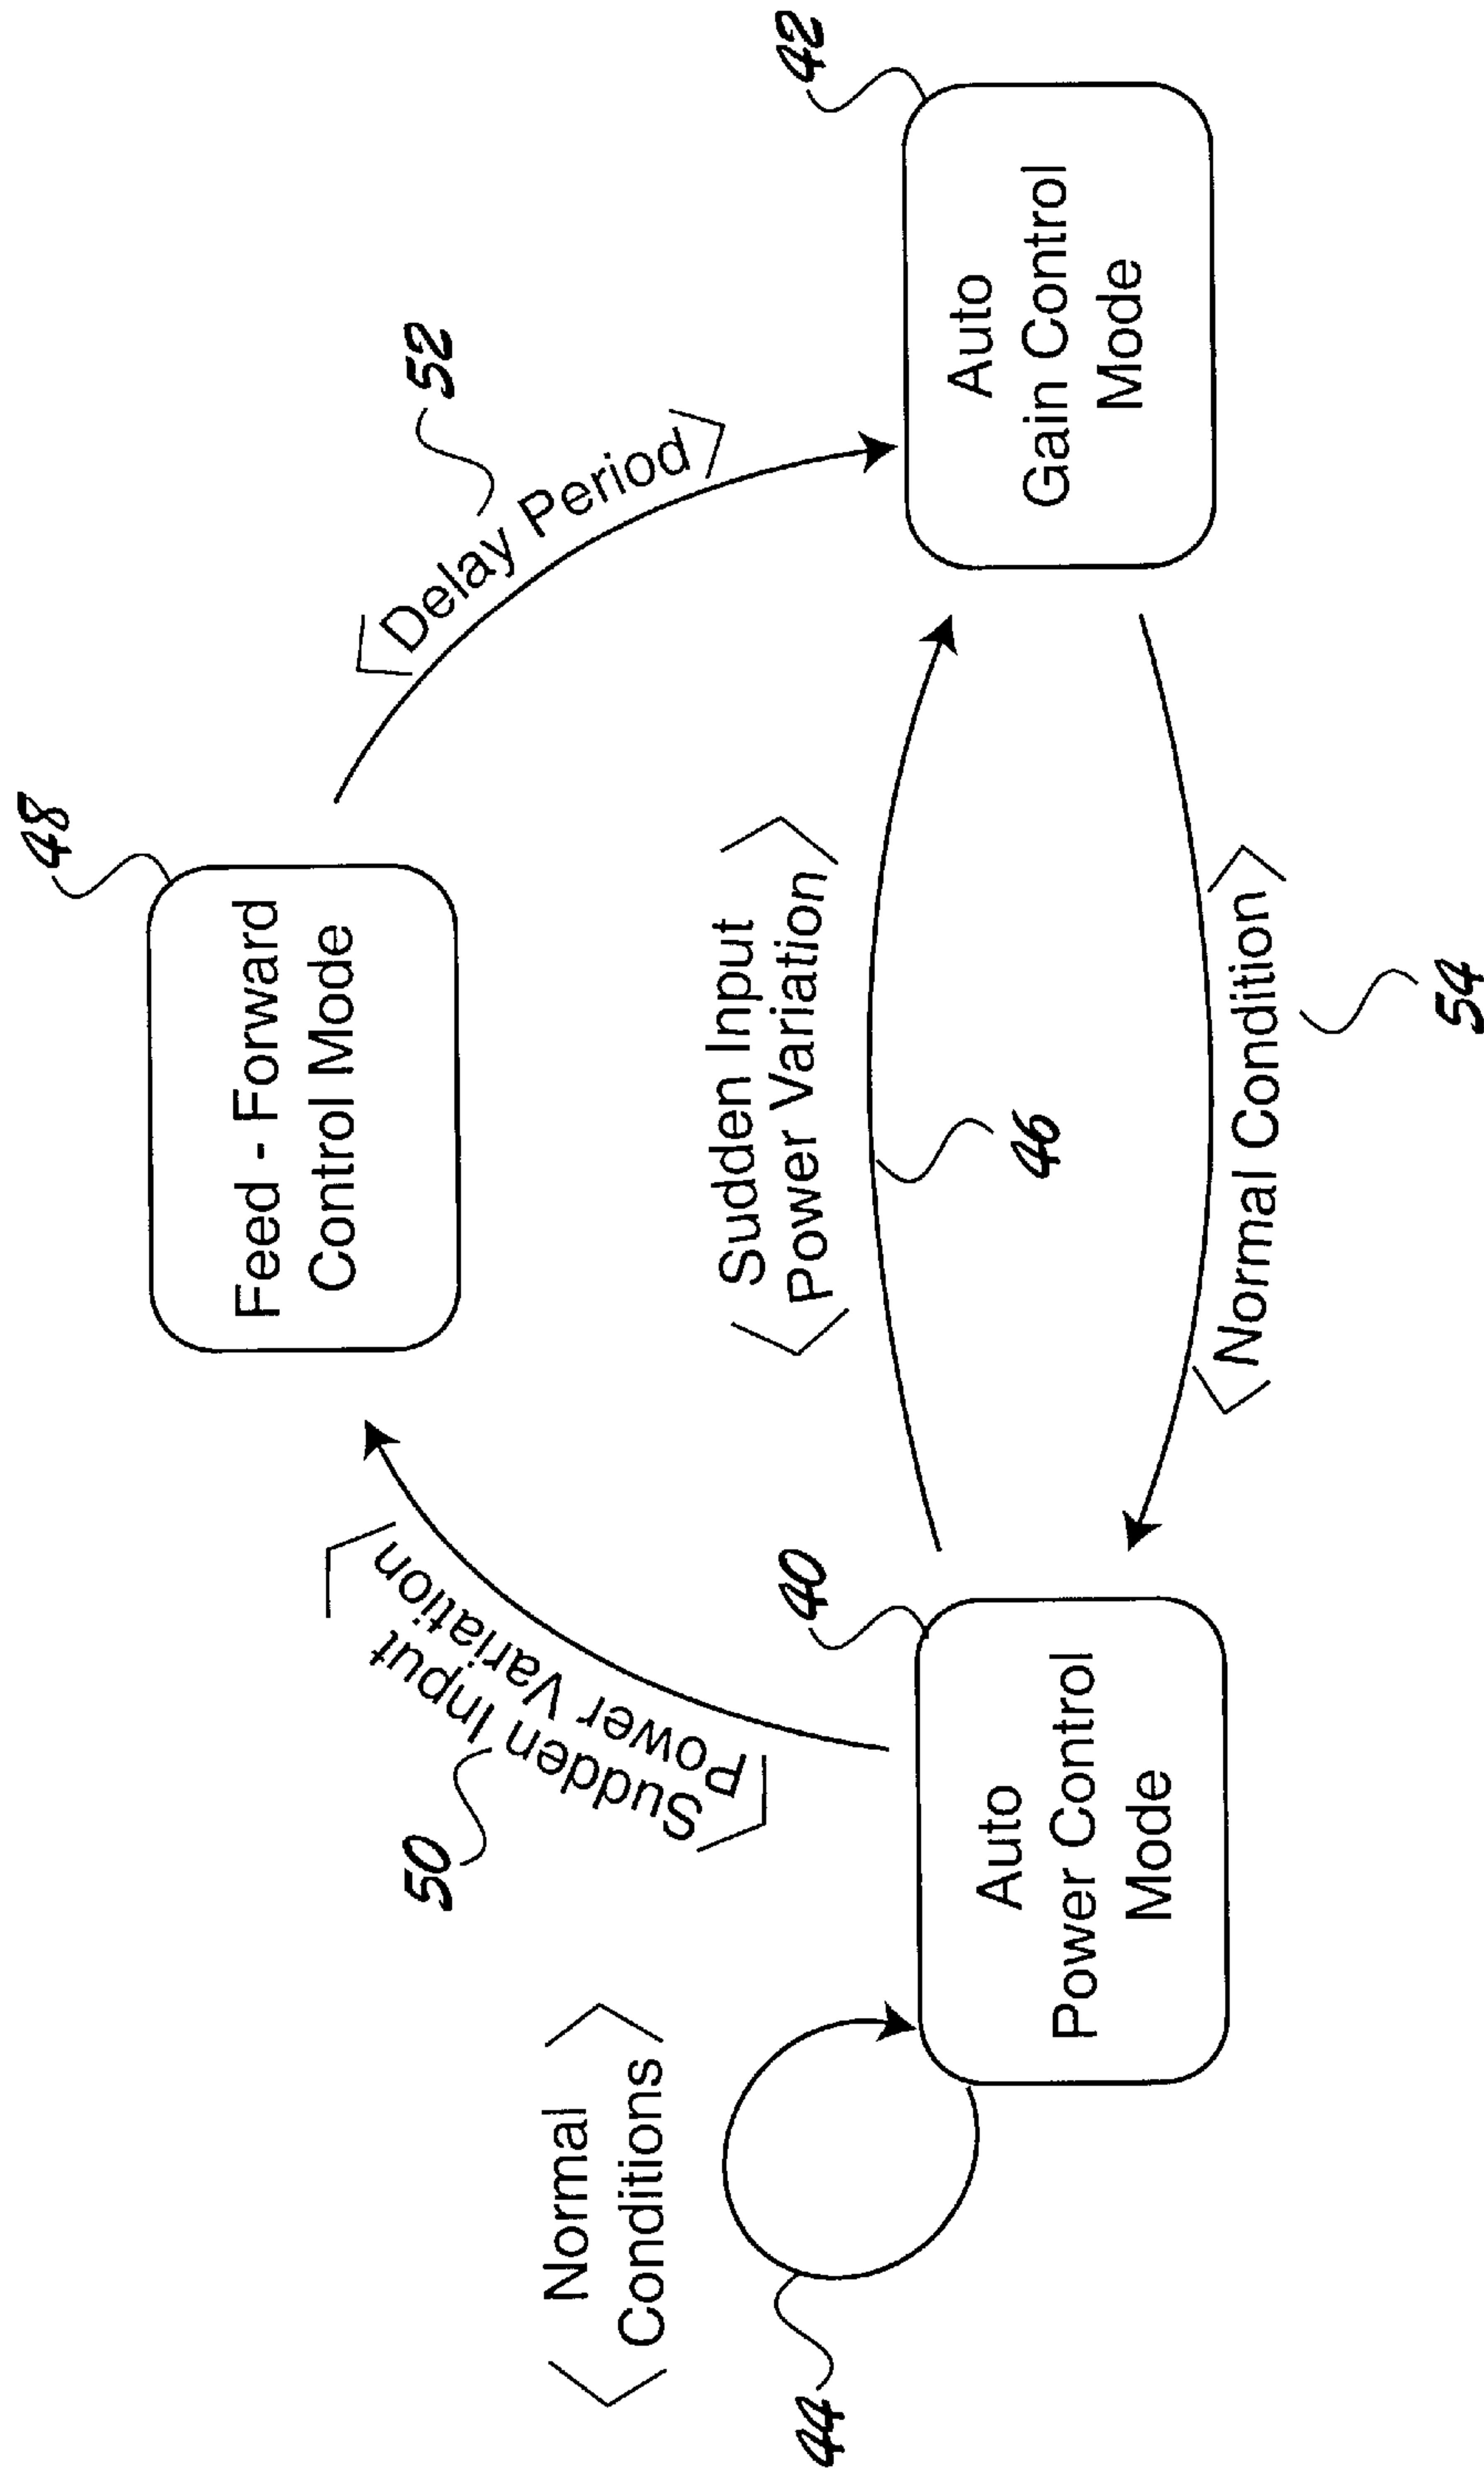 48
Feed - Forward
Control Mode
50
<Sudden Input
Power Variation>
52
<Delay Period>
<Normal
Conditions>
44
<Sudden Input
Power Variation>
46
40
Auto
Power Control
Mode
42
Auto
Gain Control
Mode
<Normal Condition>
54